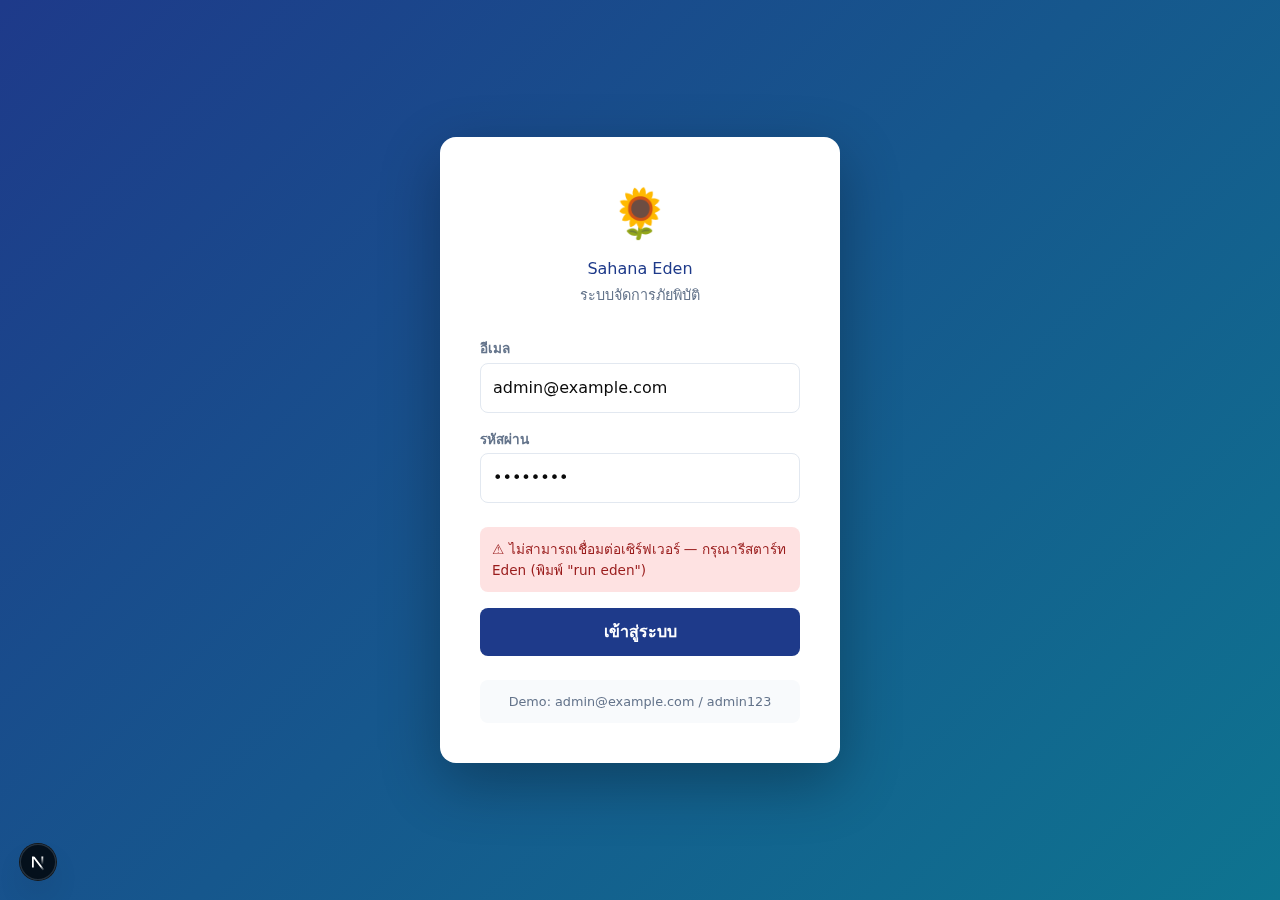 Sahana Eden
ระบบจัดการภัยพิบัติ
อีเมล
admin@example.com
รหัสผ่าน
••••••••
⚠ ไม่สามารถเชื่อมต่อเซิร์ฟเวอร์ — กรุณารีสตาร์ท
Eden (พิมพ์ "run eden")
เข้าสู่ระบบ
Demo: admin@example.com / admin123
N